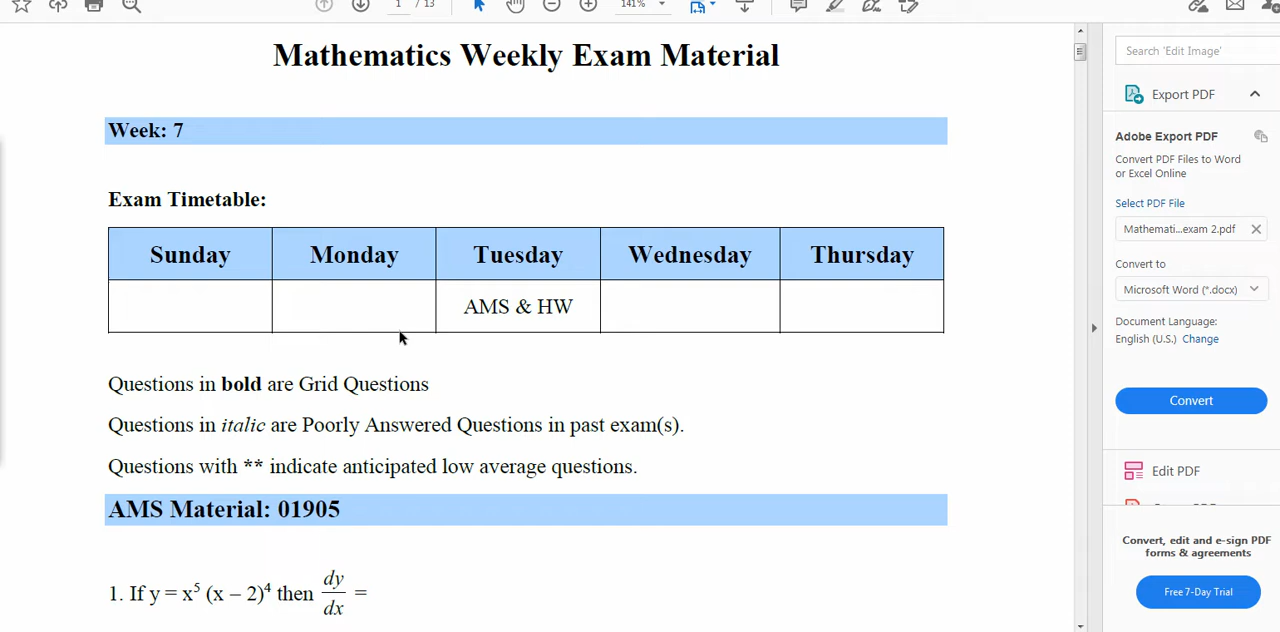 1 / 13
141%
Mathematics Weekly Exam Material
Week: 7
Exam Timetable:
Sunday Monday Tuesday Wednesday Thursday
AMS & HW
Questions in bold are Grid Questions
Questions in italic are Poorly Answered Questions in past exam(s).
Questions with ** indicate anticipated low average questions.
AMS Material: 01905
1. If y = x⁵ (x – 2)⁴ then dy/dx =
Search 'Edit Image'
Export PDF
Adobe Export PDF
Convert PDF Files to Word
or Excel Online
Select PDF File
Mathemati...exam 2.pdf
Convert to
Microsoft Word (*.docx)
Document Language:
English (U.S.) Change
Convert
Edit PDF
Convert, edit and e-sign PDF
forms & agreements
Free 7-Day Trial